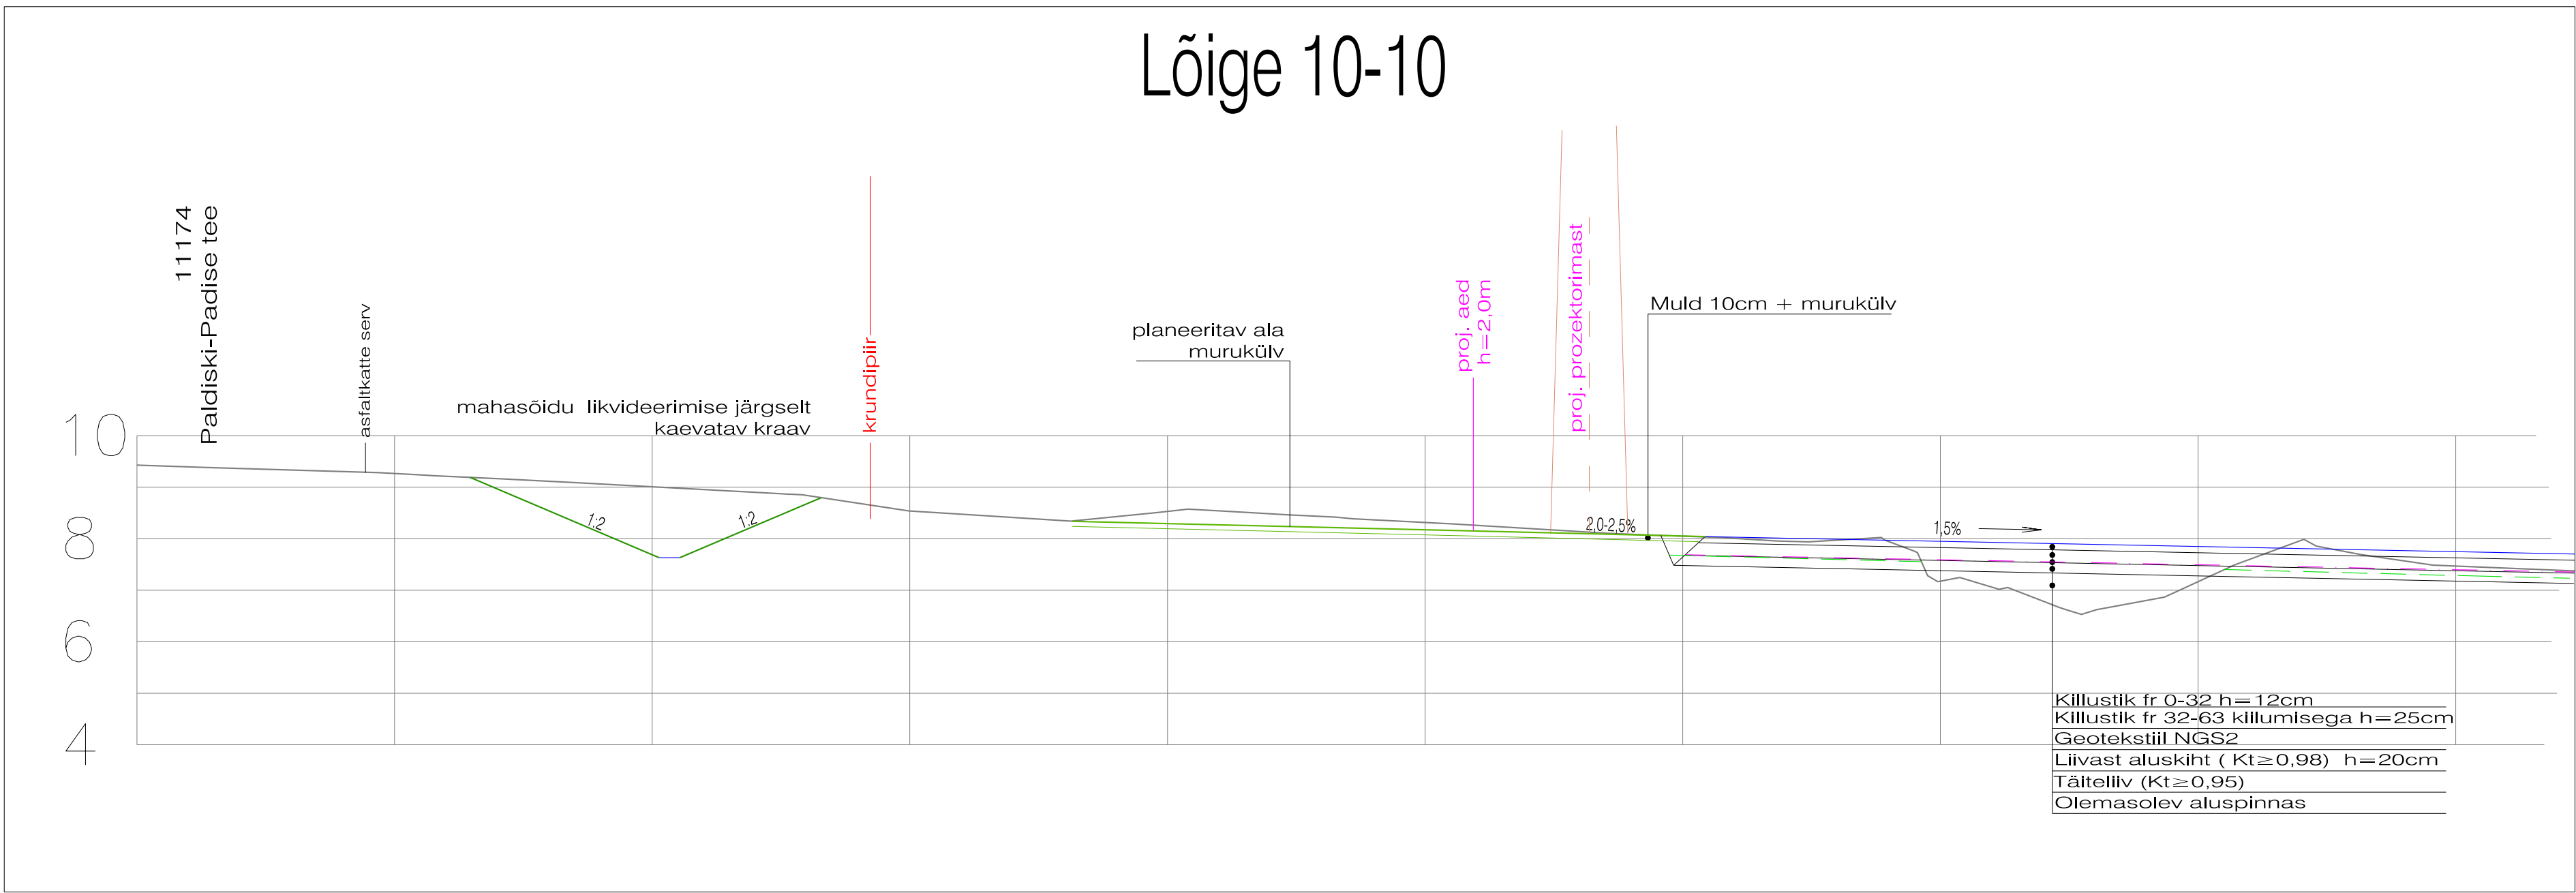 Lõige 10-10
11174
Paldiski-Padise tee
asfaltkatte serv
mahasõidu likvideerimise järgselt
kaevatav kraav
krundipiir
planeeritav ala
murukülv
proj. aed
h=2,0m
proj. prozektorimast
Muld 10cm + murukülv
10
8
6
4
1:2
1:2
2,0-2,5%
1,5%
Killustik fr 0-32 h=12cm
Killustik fr 32-63 kiilumisega h=25cm
Geotekstiil NGS2
Liivast aluskiht ( Kt≥0,98) h=20cm
Täiteliiv (Kt≥0,95)
Olemasolev aluspinnas